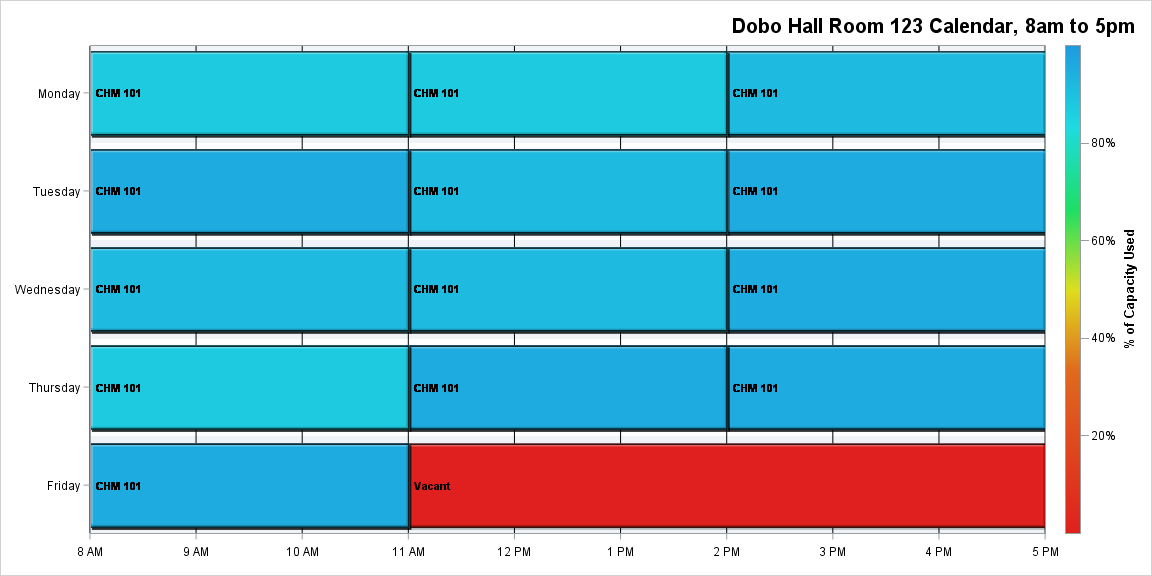 Dobo Hall Room 123 Calendar, 8am to 5pm
Monday
CHM 101
CHM 101
CHM 101
Tuesday
CHM 101
CHM 101
CHM 101
Wednesday
CHM 101
CHM 101
CHM 101
Thursday
CHM 101
CHM 101
CHM 101
Friday
CHM 101
Vacant
8 AM
9 AM
10 AM
11 AM
12 PM
1 PM
2 PM
3 PM
4 PM
5 PM
80%
60%
40%
20%
% of Capacity Used